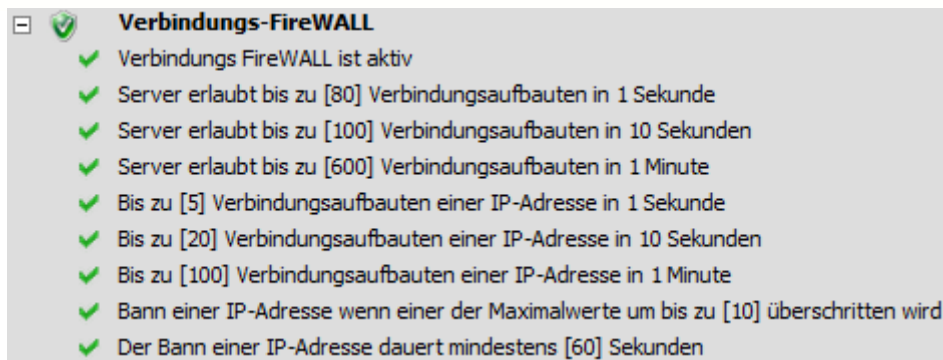 Verbindungs-FireWALL
Verbindungs FireWALL ist aktiv
Server erlaubt bis zu [80] Verbindungsaufbauten in 1 Sekunde
Server erlaubt bis zu [100] Verbindungsaufbauten in 10 Sekunden
Server erlaubt bis zu [600] Verbindungsaufbauten in 1 Minute
Bis zu [5] Verbindungsaufbauten einer IP-Adresse in 1 Sekunde
Bis zu [20] Verbindungsaufbauten einer IP-Adresse in 10 Sekunden
Bis zu [100] Verbindungsaufbauten einer IP-Adresse in 1 Minute
Bann einer IP-Adresse wenn einer der Maximalwerte um bis zu [10] überschritten wird
Der Bann einer IP-Adresse dauert mindestens [60] Sekunden